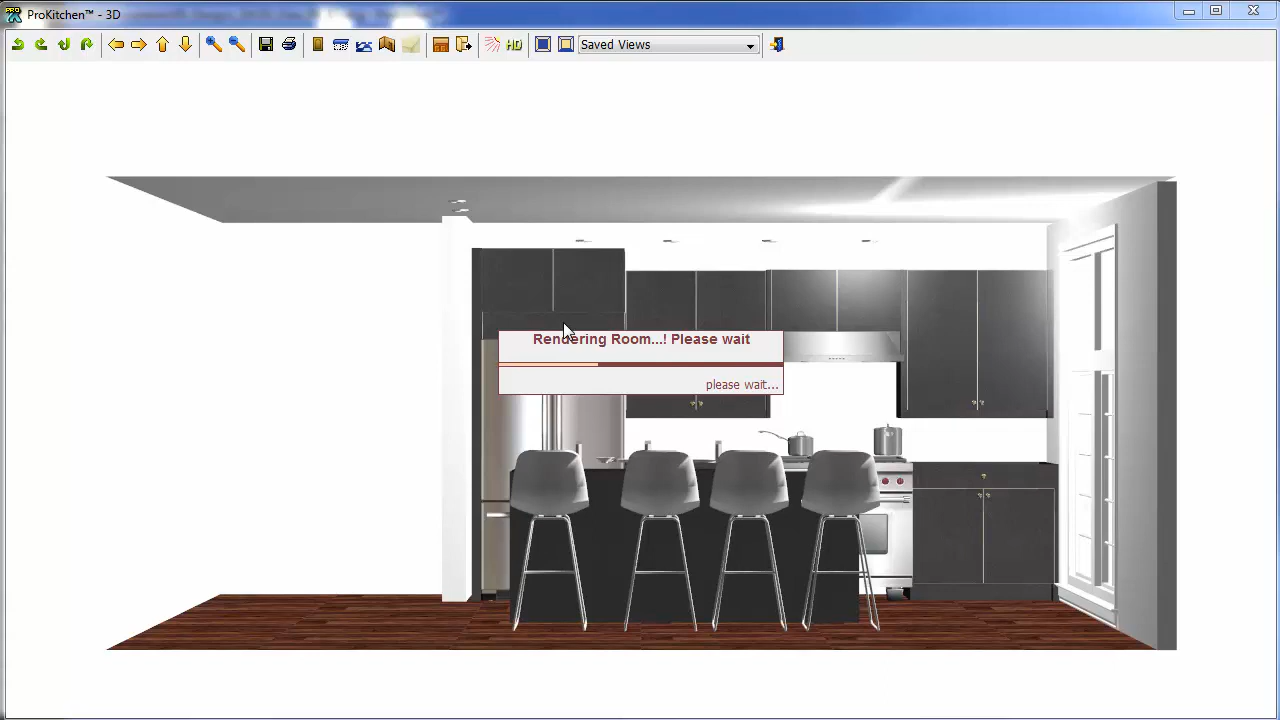 ProKitchen™ - 3D
HD
Saved Views
Rendering Room...! Please wait
please wait...